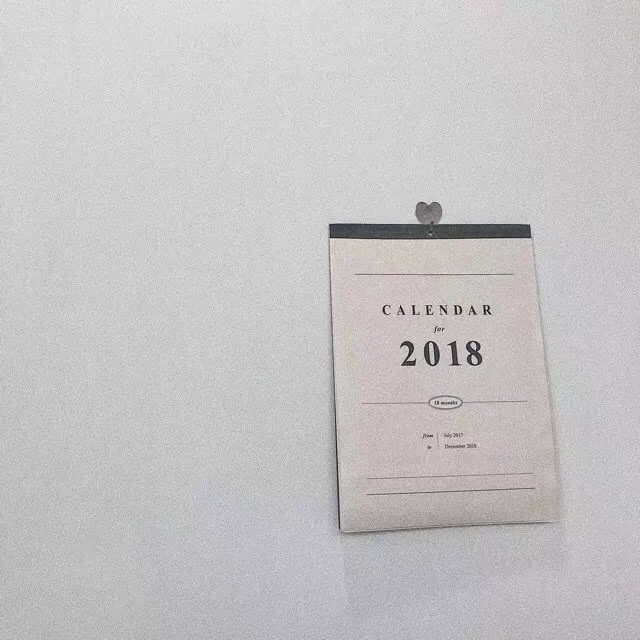 CALENDAR
for
2018
18 months
from July 2017
to December 2018